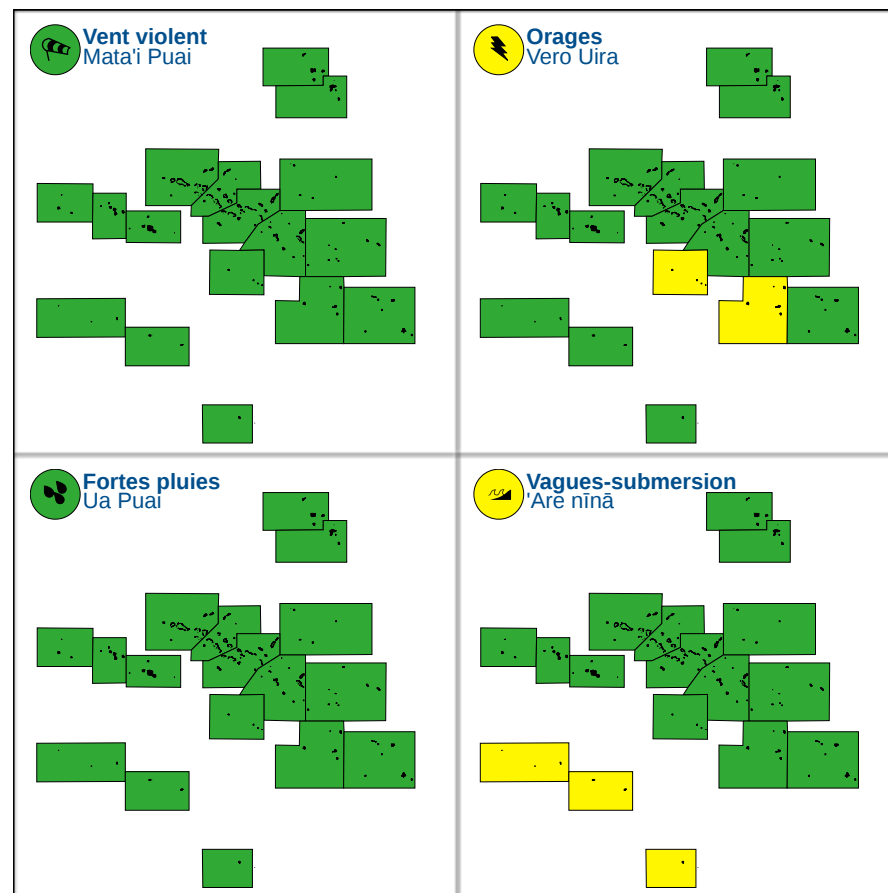 Vent violent
Mata'i Puai
Orages
Vero Uira
Fortes pluies
Ua Puai
Vagues-submersion
'Are nīnā